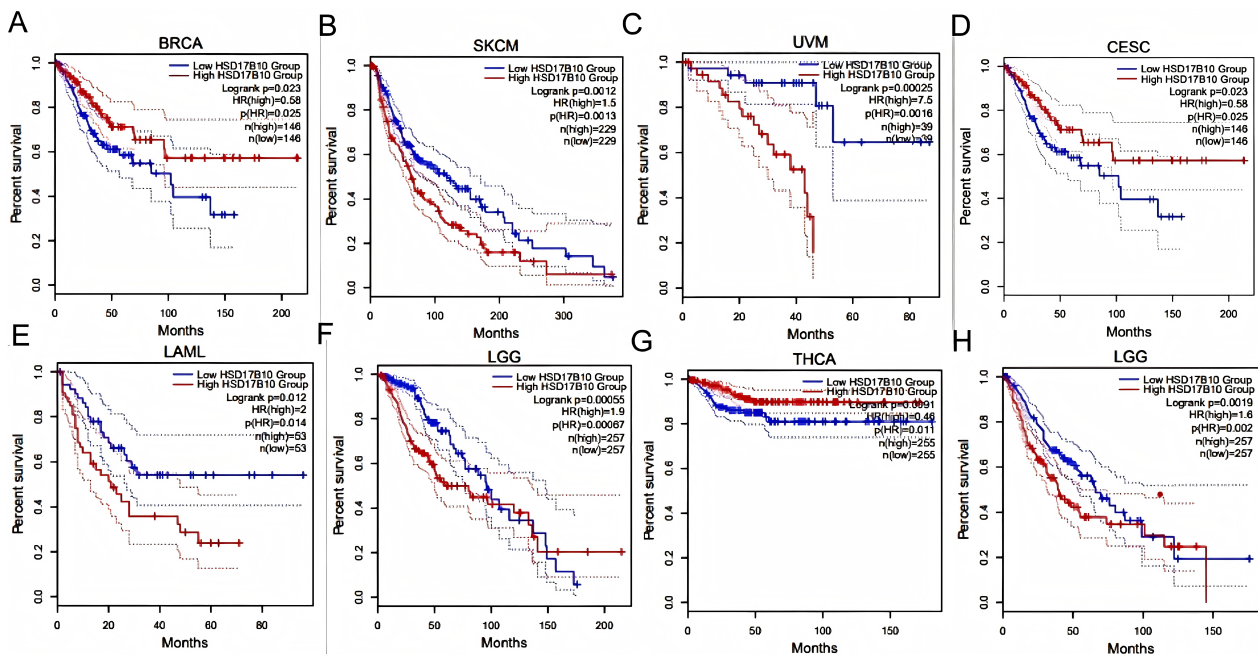 A
BRCA
Low HSD17B10 Group
High HSD17B10 Group
Logrank p=0.023
HR(high)=0.58
p(HR)=0.025
n(high)=146
n(low)=146
Percent survival
0.0
0.2
0.4
0.6
0.8
1.0
0
50
100
150
200
Months
B
SKCM
Low HSD17B10 Group
High HSD17B10 Group
Logrank p=0.0012
HR(high)=1.5
p(HR)=0.0013
n(high)=229
n(low)=229
Percent survival
0.0
0.2
0.4
0.6
0.8
1.0
0
100
200
300
Months
C
UVM
Low HSD17B10 Group
High HSD17B10 Group
Logrank p=0.00025
HR(high)=7.5
p(HR)=0.0016
n(high)=39
n(low)=39
Percent survival
0.0
0.2
0.4
0.6
0.8
1.0
0
20
40
60
80
Months
D
CESC
Low HSD17B10 Group
High HSD17B10 Group
Logrank p=0.023
HR(high)=0.58
p(HR)=0.025
n(high)=146
n(low)=146
Percent survival
0.0
0.2
0.4
0.6
0.8
1.0
0
50
100
150
200
Months
E
LAML
Low HSD17B10 Group
High HSD17B10 Group
Logrank p=0.012
HR(high)=2
p(HR)=0.014
n(high)=53
n(low)=53
Percent survival
0.0
0.2
0.4
0.6
0.8
1.0
0
20
40
60
80
Months
F
LGG
Low HSD17B10 Group
High HSD17B10 Group
Logrank p=0.00055
HR(high)=1.9
p(HR)=0.00067
n(high)=257
n(low)=257
Percent survival
0.0
0.2
0.4
0.6
0.8
1.0
0
50
100
150
200
Months
G
THCA
Low HSD17B10 Group
High HSD17B10 Group
Logrank p=0.0091
HR(high)=0.46
p(HR)=0.011
n(high)=255
n(low)=255
Percent survival
0.0
0.2
0.4
0.6
0.8
1.0
0
50
100
150
Months
H
LGG
Low HSD17B10 Group
High HSD17B10 Group
Logrank p=0.0019
HR(high)=1.6
p(HR)=0.002
n(high)=257
n(low)=257
Percent survival
0.0
0.2
0.4
0.6
0.8
1.0
0
50
100
150
Months